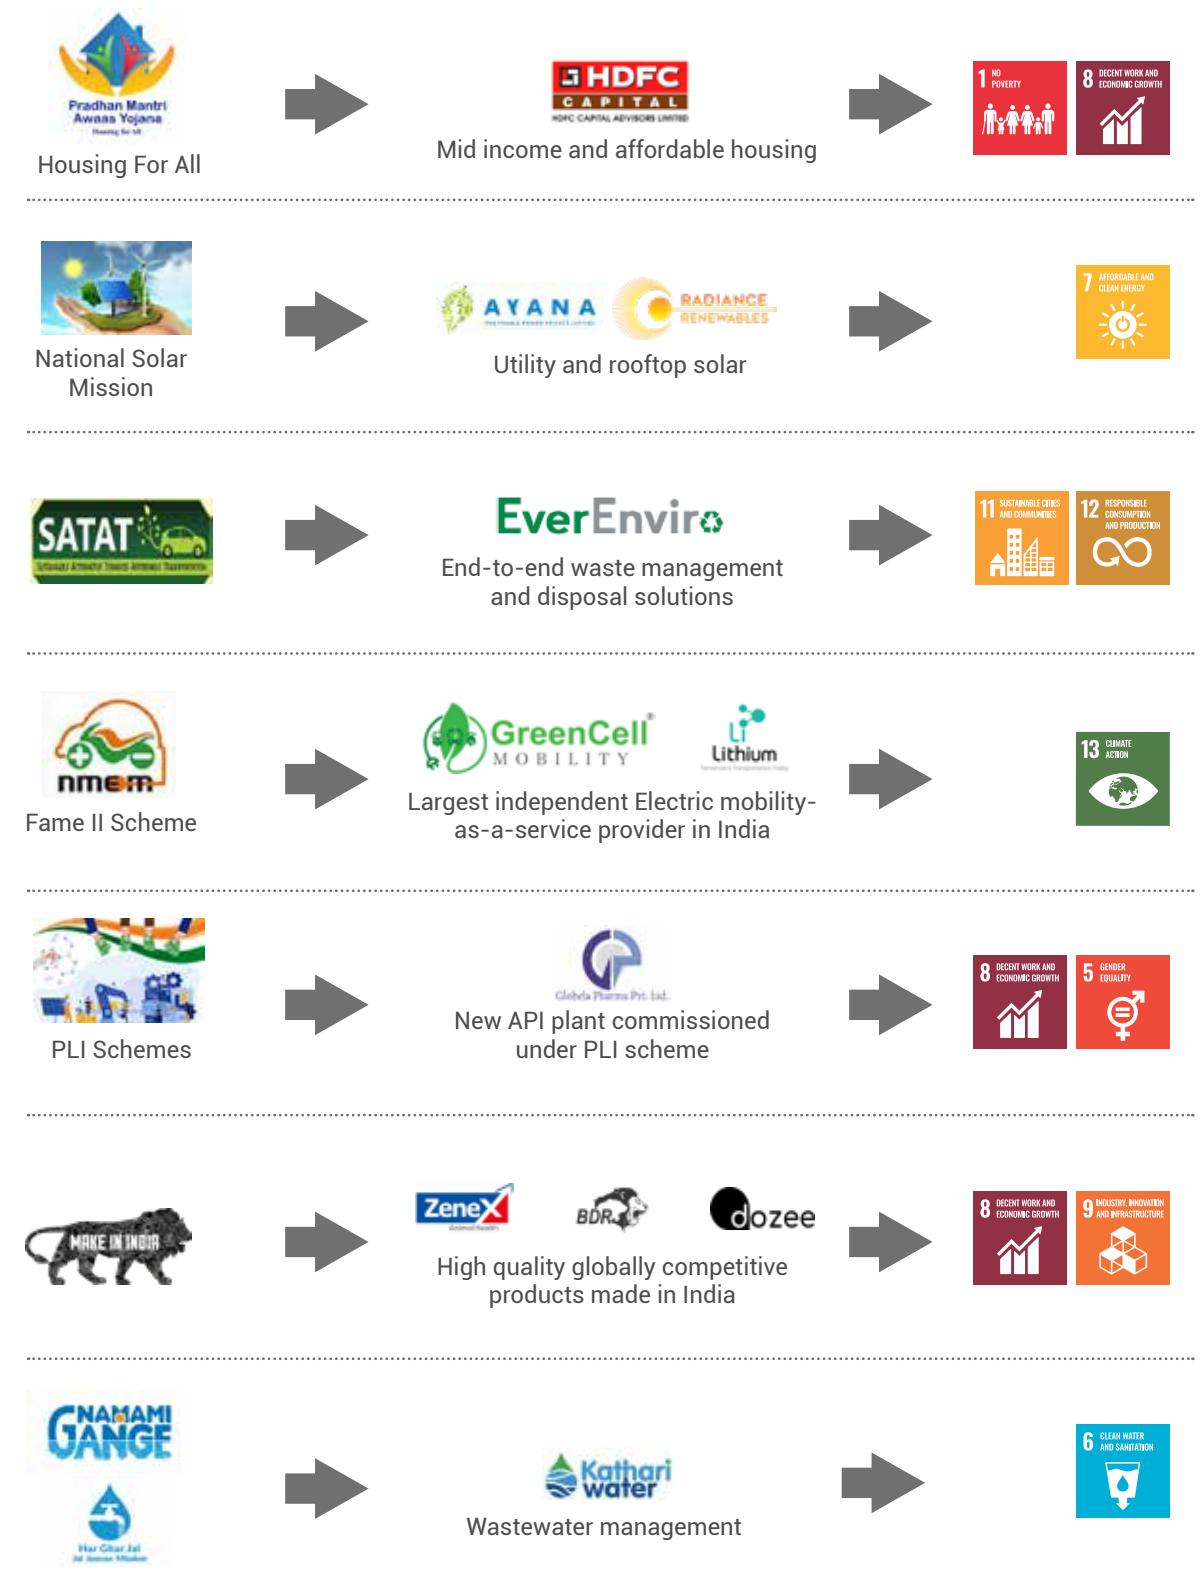 Pradhan Mantri
Awaas Yojana
Housing for All
Housing For All
HDFC
CAPITAL
HDFC CAPITAL ADVISORS LIMITED
Mid income and affordable housing
1 NO
POVERTY
8 DECENT WORK AND
ECONOMIC GROWTH
National Solar
Mission
AYANA
RADIANCE
RENEWABLES
Utility and rooftop solar
7 AFFORDABLE AND
CLEAN ENERGY
SATAT
EverEnviro
End-to-end waste management
and disposal solutions
11 SUSTAINABLE CITIES
AND COMMUNITIES
12 RESPONSIBLE
CONSUMPTION
AND PRODUCTION
nmem
Fame II Scheme
GreenCell®
MOBILITY
Li
Lithium
Largest independent Electric mobility-
as-a-service provider in India
13 CLIMATE
ACTION
PLI Schemes
Pharma Pvt. Ltd.
New API plant commissioned
under PLI scheme
8 DECENT WORK AND
ECONOMIC GROWTH
5 GENDER
EQUALITY
MAKE IN INDIA
ZeneX
Animal Health
BDR
dozee
High quality globally competitive
products made in India
8 DECENT WORK AND
ECONOMIC GROWTH
9 INDUSTRY, INNOVATION
AND INFRASTRUCTURE
NAMAMI
GANGE
Har Ghar Jal
Jal Jeevan Mission
Kathari
water
Wastewater management
6 CLEAN WATER
AND SANITATION